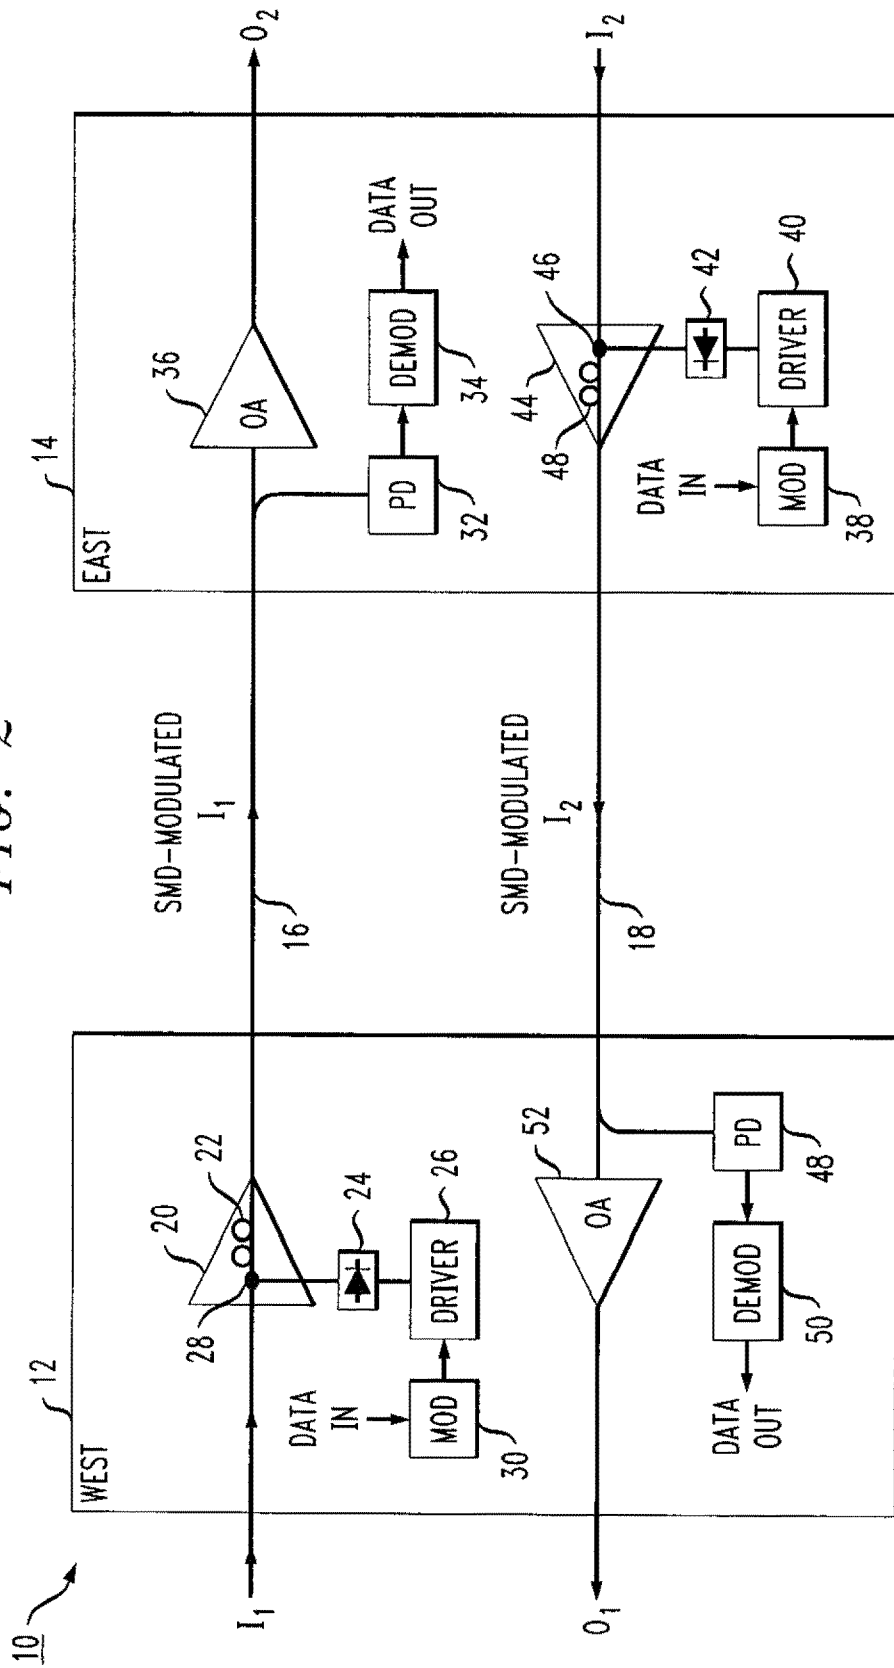 FIG. 2
10
I1
WEST
12
20
22
28
24
DRIVER
26
DATA
IN
MOD
30
SMD-MODULATED
I1
16
EAST
14
OA
36
O2
PD
32
DEMOD
34
DATA
OUT
O1
OA
52
PD
48
DEMOD
50
DATA
OUT
SMD-MODULATED
I2
18
44
48
46
42
DRIVER
40
DATA
IN
MOD
38
I2